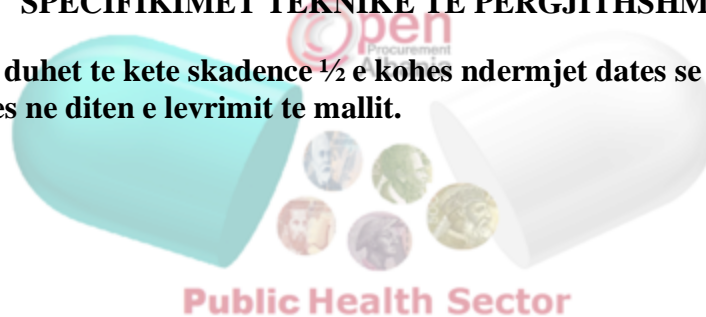 SPECIFIKIMET TEKNIKE TE PERGJITHSHM
Open
Procurement
Albania
duhet te kete skadence ½ e kohes ndermjet dates se
es ne diten e levrimit te mallit.
Public Health Sector